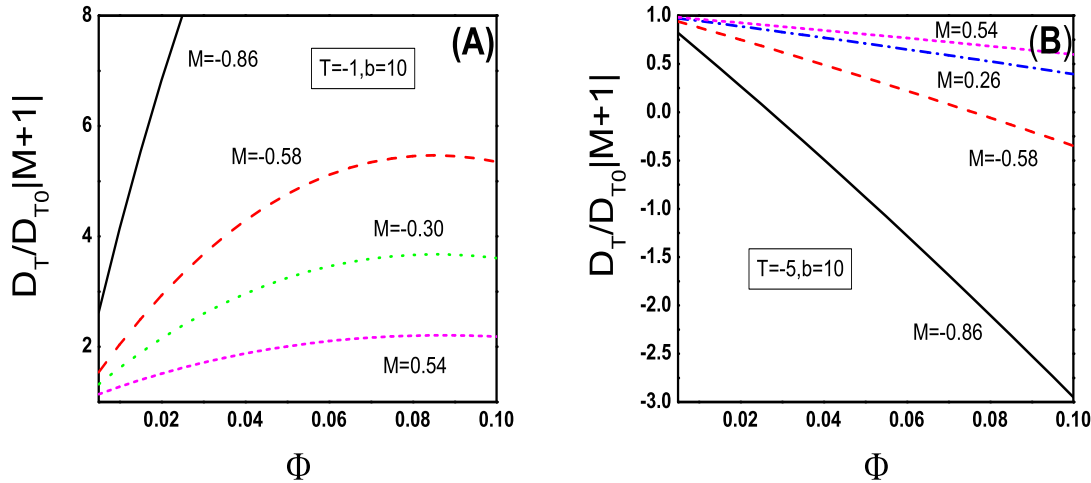 (A)
T=-1,b=10
M=-0.86
M=-0.58
M=-0.30
M=0.54
8
6
4
2
0.02 0.04 0.06 0.08 0.10
D_T/D_T0|M+1|
Φ
(B)
M=0.54
M=0.26
M=-0.58
T=-5,b=10
M=-0.86
1.0
0.5
0.0
-0.5
-1.0
-1.5
-2.0
-2.5
-3.0
0.02 0.04 0.06 0.08 0.10
D_T/D_T0|M+1|
Φ